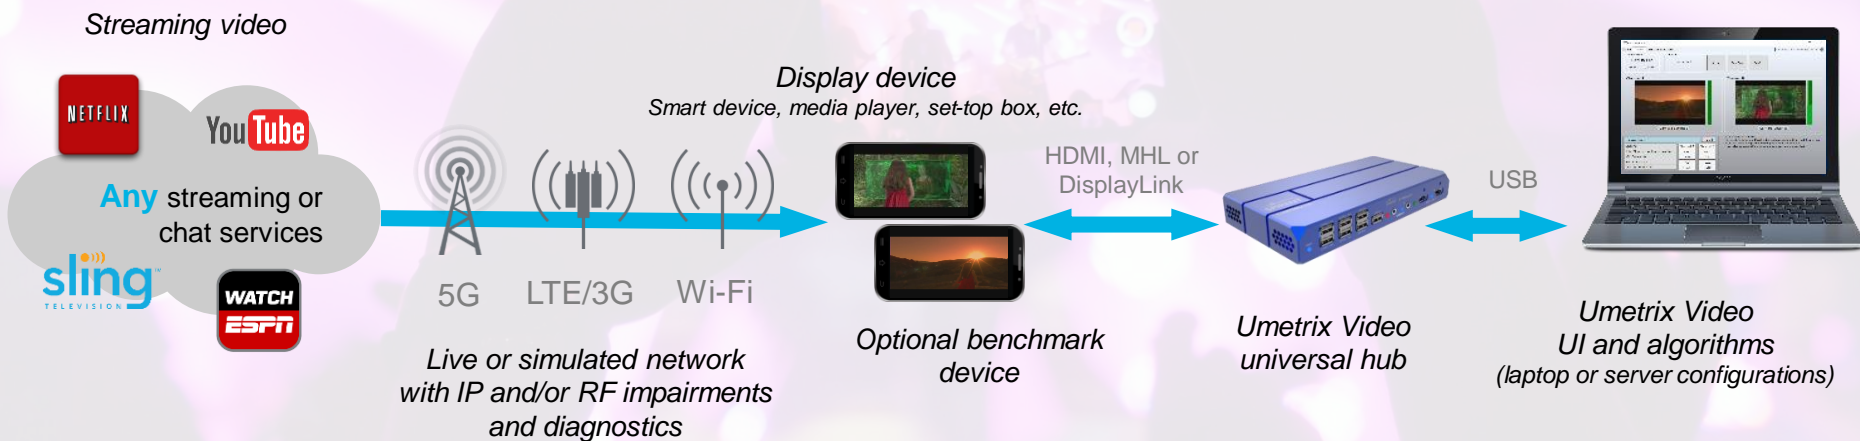 Streaming video
NETFLIX
YouTube
Any streaming or
chat services
sling
TELEVISION
WATCH
ESPN
5G
LTE/3G
Wi-Fi
Live or simulated network
with IP and/or RF impairments
and diagnostics
Display device
Smart device, media player, set-top box, etc.
Optional benchmark
device
HDMI, MHL or
DisplayLink
Umetrix Video
universal hub
USB
Umetrix Video
UI and algorithms
(laptop or server configurations)